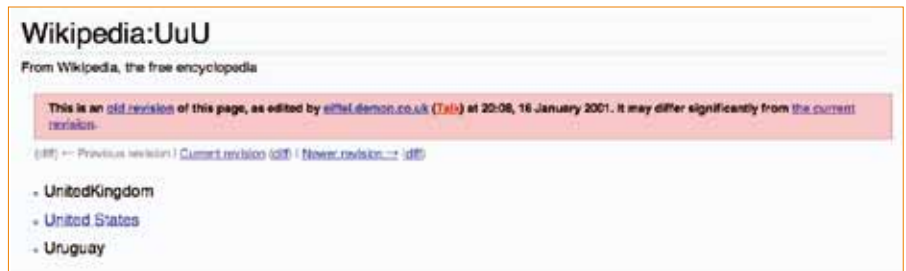 Wikipedia:UuU
From Wikipedia, the free encyclopedia
This is an old revision of this page, as edited by eiffel.demon.co.uk (Talk) at 20:08, 16 January 2001. It may differ significantly from the current
revision.
(diff) ← Previous revision | Current revision (diff) | Newer revision → (diff)
UnitedKingdom
United States
Uruguay